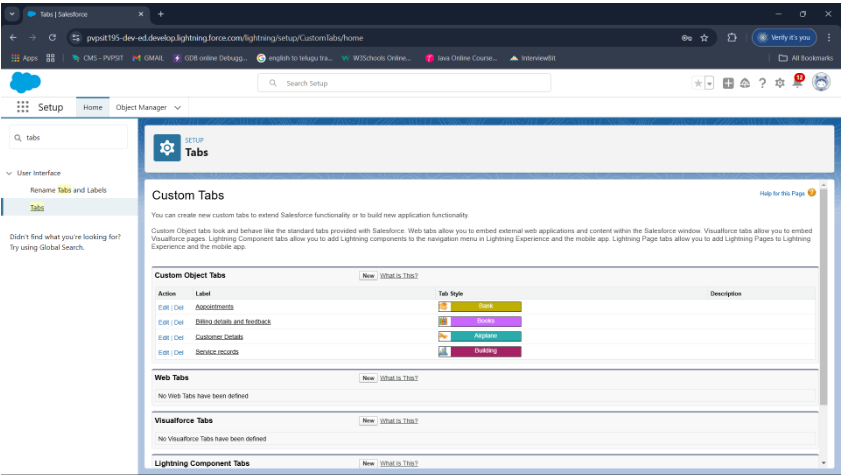 Tabs | Salesforce
pvpsit195-dev-ed.develop.lightning.force.com/lightning/setup/CustomTabs/home
Verify it's you
Apps
CMS - PVPSIT
GMAIL
GDB online Debugg...
english to telugu tra...
W3Schools Online...
Java Online Course...
InterviewBit
All Bookmarks
Search Setup
12
Setup
Home
Object Manager
tabs
User Interface
Rename Tabs and Labels
Tabs
Didn't find what you're looking for?
Try using Global Search.
SETUP
Tabs
Custom Tabs
Help for this Page
You can create new custom tabs to extend Salesforce functionality or to build new application functionality.
Custom Object tabs look and behave like the standard tabs provided with Salesforce. Web tabs allow you to embed external web applications and content within the Salesforce window. Visualforce tabs allow you to embed
Visualforce pages. Lightning Component tabs allow you to add Lightning components to the navigation menu in Lightning Experience and the mobile app. Lightning Page tabs allow you to add Lightning Pages to Lightning
Experience and the mobile app.
Custom Object Tabs New What Is This?
Action Label Tab Style Description
Edit | Del Appointments Bank
Edit | Del Billing details and feedback Books
Edit | Del Customer Details Airplane
Edit | Del Service records Building
Web Tabs New What Is This?
No Web Tabs have been defined
Visualforce Tabs New What Is This?
No Visualforce Tabs have been defined
Lightning Component Tabs New What Is This?